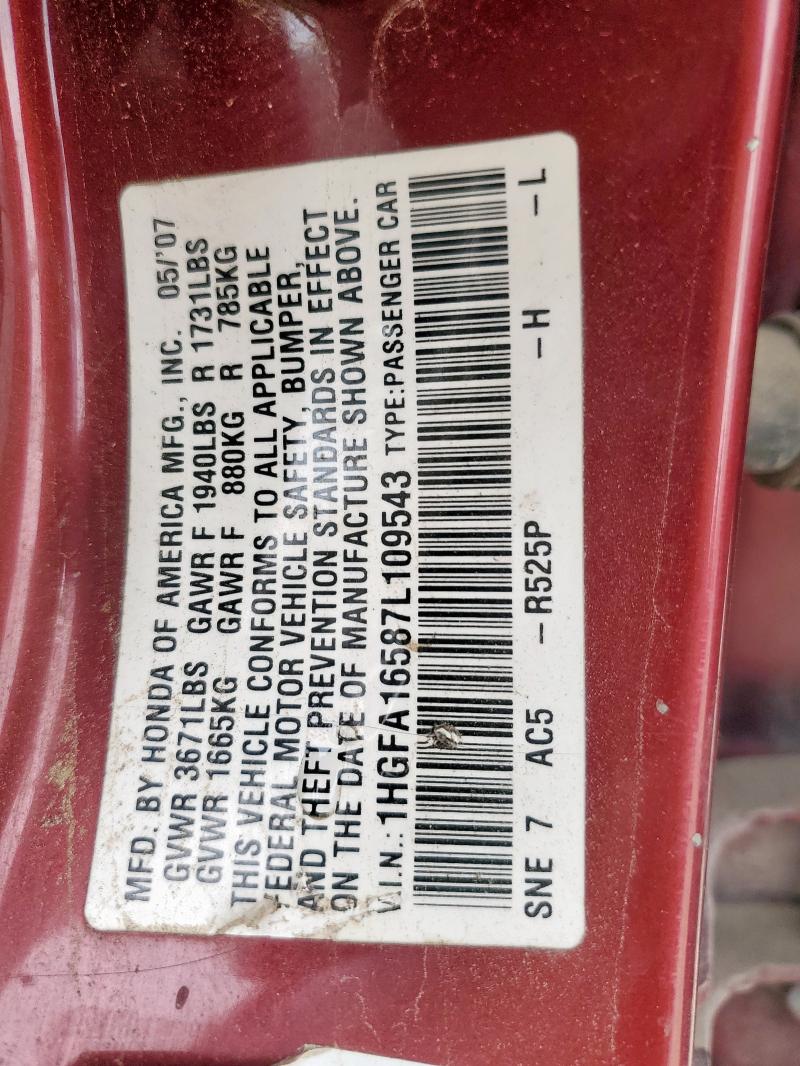 MFD. BY HONDA OF AMERICA MFG., INC. 05/'07
GVWR 3671LBS GAWR F 1940LBS R 1731LBS
GVWR 1665KG GAWR F 880KG R 785KG
THIS VEHICLE CONFORMS TO ALL APPLICABLE
FEDERAL MOTOR VEHICLE SAFETY, BUMPER,
AND THEFT PREVENTION STANDARDS IN EFFECT
ON THE DATE OF MANUFACTURE SHOWN ABOVE.
V.I.N.: 1HGFA16587L109543 TYPE:PASSENGER CAR
SNE 7 AC5 – R525P – H – L